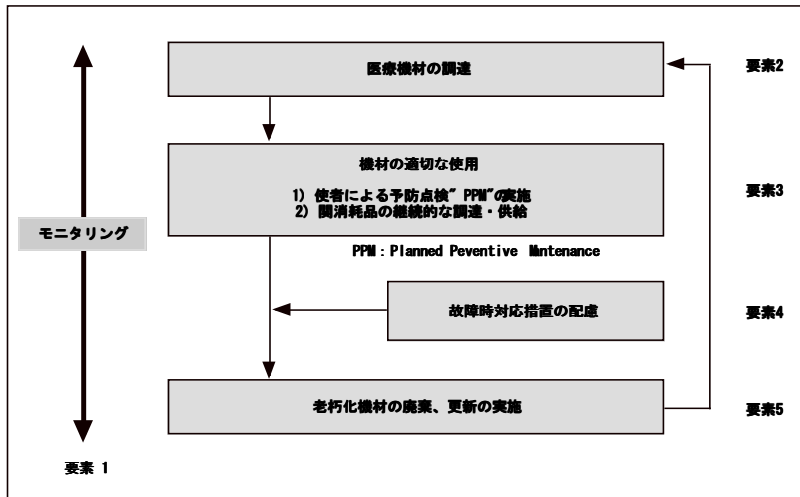 医療機材の調達
要素2
機材の適切な使用
1) 使者による予防点検”PPM”の実施
2) 関消耗品の継続的な調達・供給
要素3
モニタリング
PPM：Planned Peventive Mntenance
故障時対応措置の配慮
要素4
老朽化機材の廃棄、更新の実施
要素5
要素 1